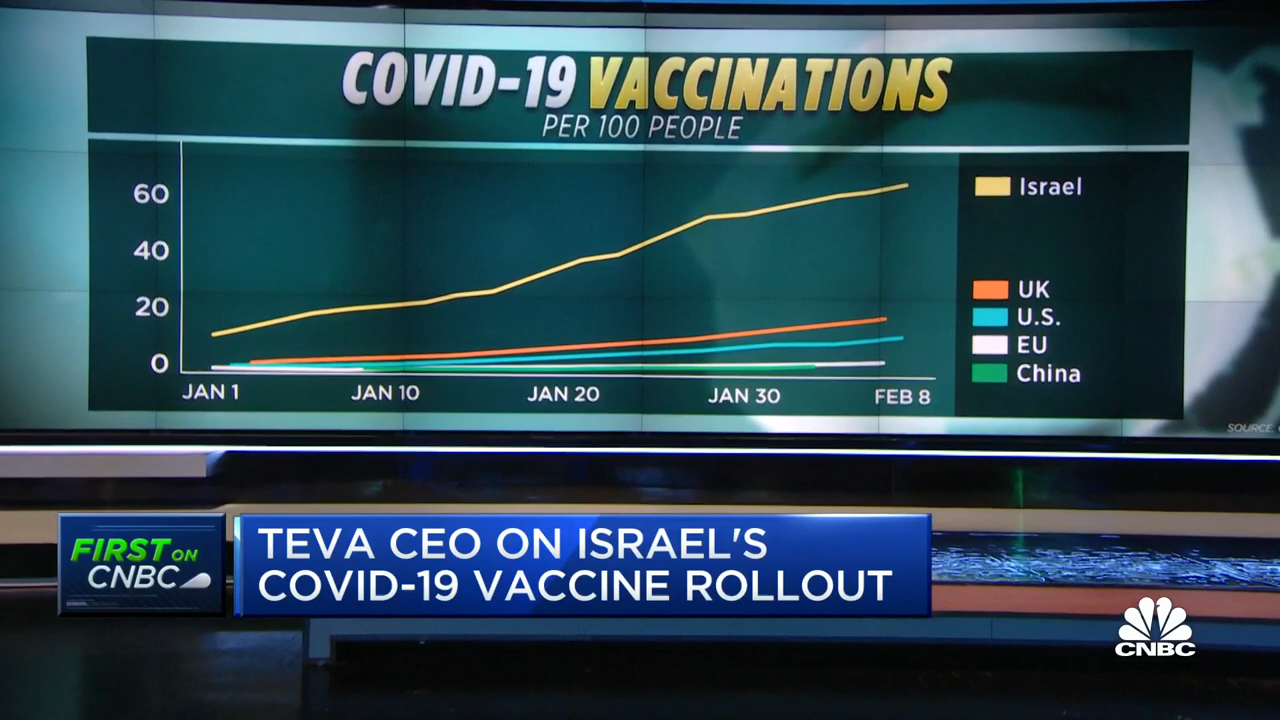 COVID-19 VACCINATIONS
PER 100 PEOPLE
60
40
20
0
JAN 1
JAN 10
JAN 20
JAN 30
FEB 8
Israel
UK
U.S.
EU
China
SOURCE:
FIRST ON
CNBC
TEVA CEO ON ISRAEL'S
COVID-19 VACCINE ROLLOUT
CNBC